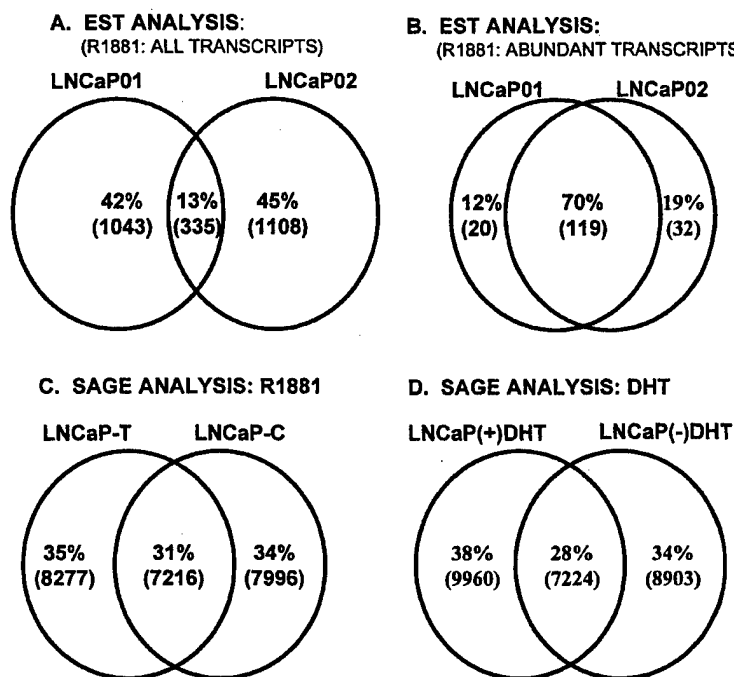 A. EST ANALYSIS:
(R1881: ALL TRANSCRIPTS)
LNCaP01 LNCaP02
42% 13% 45%
(1043) (335) (1108)
B. EST ANALYSIS:
(R1881: ABUNDANT TRANSCRIPTS
LNCaP01 LNCaP02
12% 70% 19%
(20) (119) (32)
C. SAGE ANALYSIS: R1881
LNCaP-T LNCaP-C
35% 31% 34%
(8277) (7216) (7996)
D. SAGE ANALYSIS: DHT
LNCaP(+)DHT LNCaP(-)DHT
38% 28% 34%
(9960) (7224) (8903)